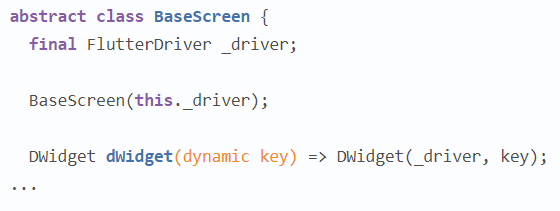 abstract class BaseScreen {
final FlutterDriver _driver;
BaseScreen(this._driver);
DWidget dWidget(dynamic key) => DWidget(_driver, key);
...